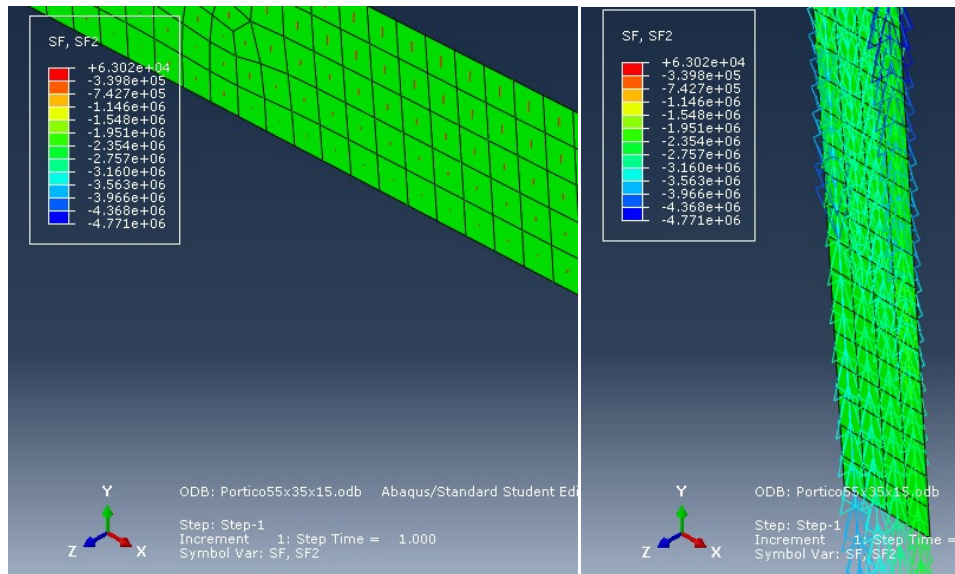 SF, SF2
+6.302e+04
-3.398e+05
-7.427e+05
-1.146e+06
-1.548e+06
-1.951e+06
-2.354e+06
-2.757e+06
-3.160e+06
-3.563e+06
-3.966e+06
-4.368e+06
-4.771e+06
Y
Z
X
ODB: Portico55x35x15.odb Abaqus/Standard Student Edi
Step: Step-1
Increment 1: Step Time = 1.000
Symbol Var: SF, SF2
SF, SF2
+6.302e+04
-3.398e+05
-7.427e+05
-1.146e+06
-1.548e+06
-1.951e+06
-2.354e+06
-2.757e+06
-3.160e+06
-3.563e+06
-3.966e+06
-4.368e+06
-4.771e+06
Y
Z
X
ODB: Portico55x35x15.odb
Step: Step-1
Increment 1: Step Time =
Symbol Var: SF, SF2